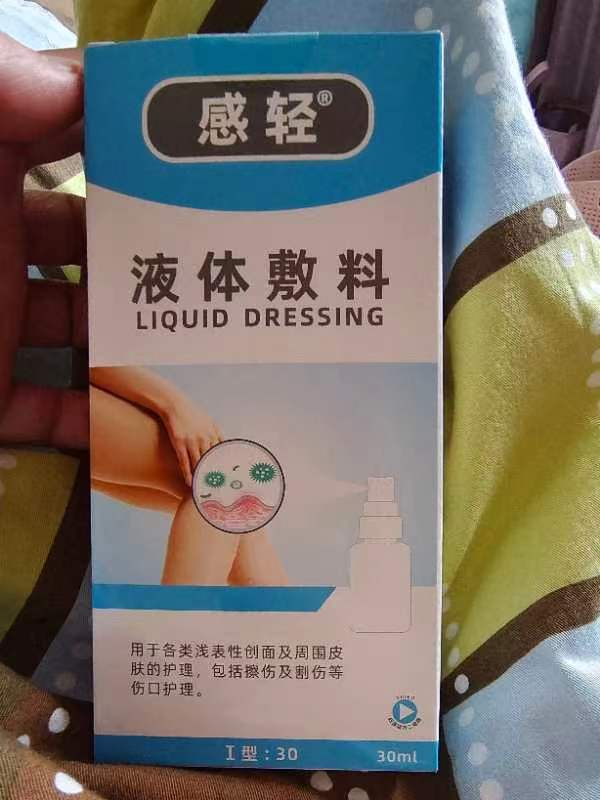 感轻®
液体敷料
LIQUID DRESSING
用于各类浅表性创面及周围皮
肤的护理，包括擦伤及割伤等
伤口护理。
I型：30
30ml